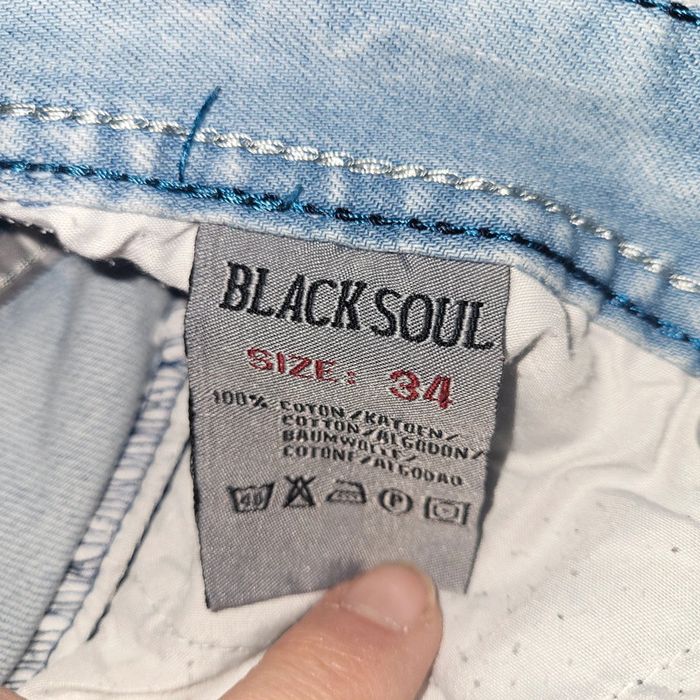 BLACK SOUL
SIZE: 34
100% COTON/KATOEN/
COTTON/ALGODON/
BAUMWOLLE/
COTONE/ALGODAO
40
P